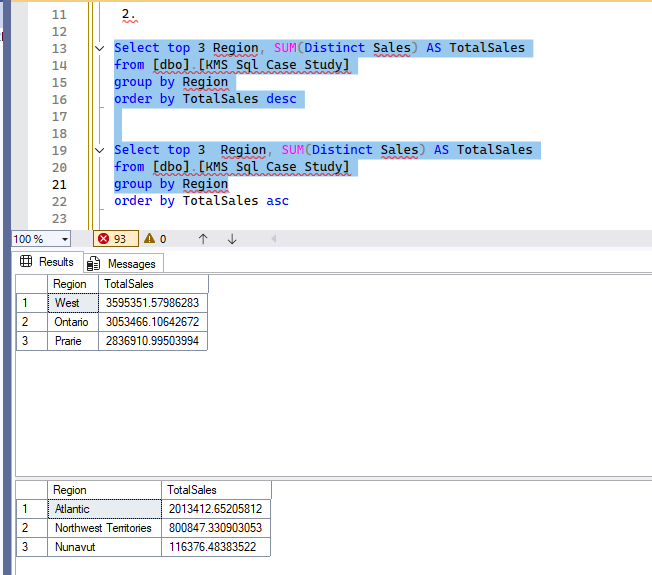 11 2.
12
13 Select top 3 Region, SUM(Distinct Sales) AS TotalSales
14 from [dbo].[KMS Sql Case Study]
15 group by Region
16 order by TotalSales desc
17
18
19 Select top 3  Region, SUM(Distinct Sales) AS TotalSales
20 from [dbo].[KMS Sql Case Study]
21 group by Region
22 order by TotalSales asc
23
100 % 93 0
Results Messages
Region TotalSales
1 West 3595351.57986283
2 Ontario 3053466.10642672
3 Prarie 2836910.99503994
Region TotalSales
1 Atlantic 2013412.65205812
2 Northwest Territories 800847.330903053
3 Nunavut 116376.48383522